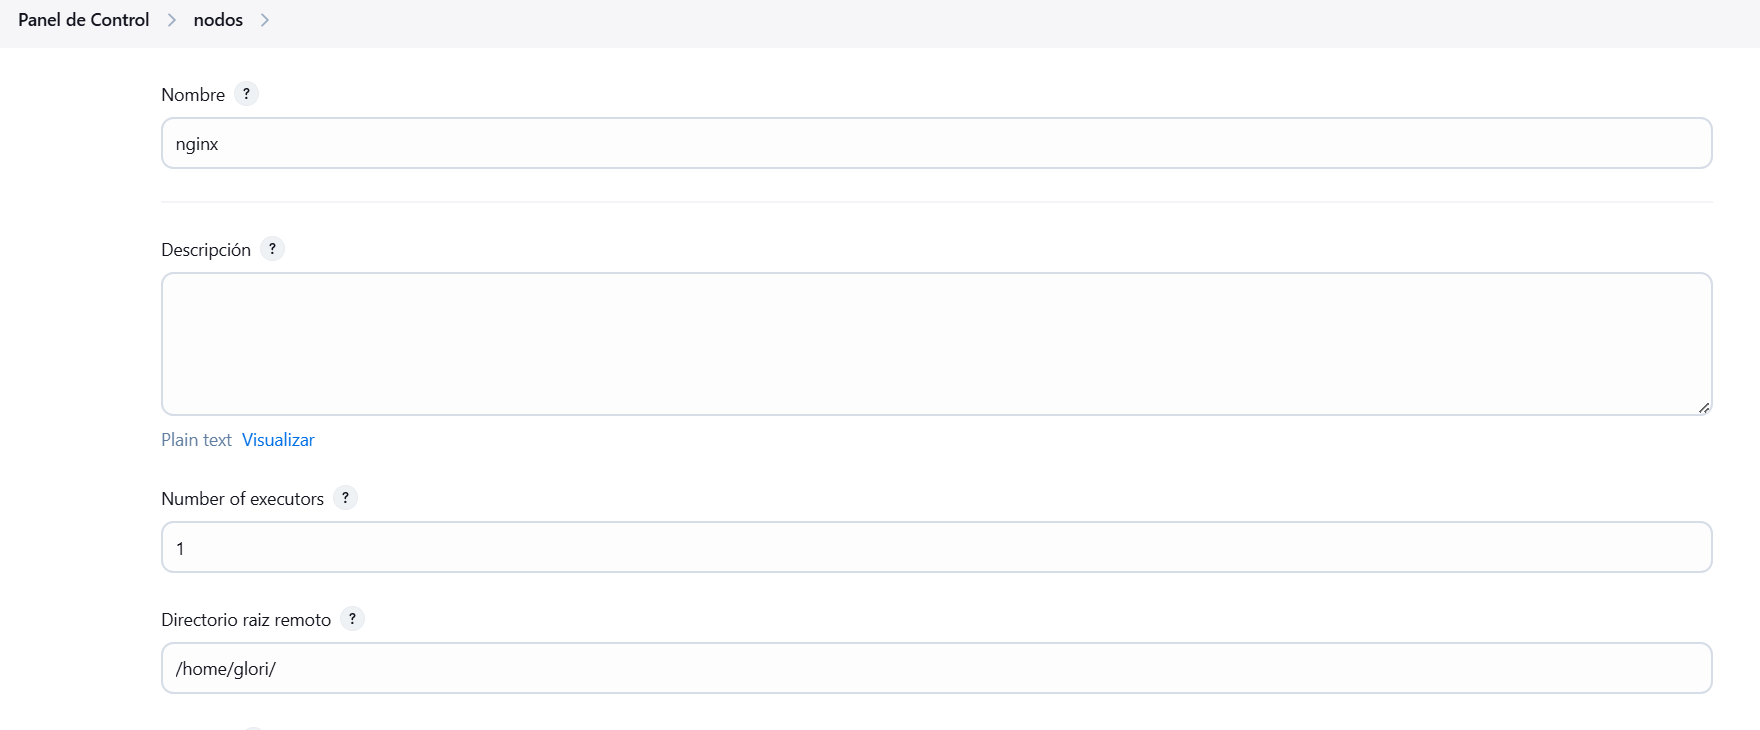 Panel de Control > nodos >
Nombre ?
nginx
Descripción ?
Plain text Visualizar
Number of executors ?
1
Directorio raiz remoto ?
/home/glori/